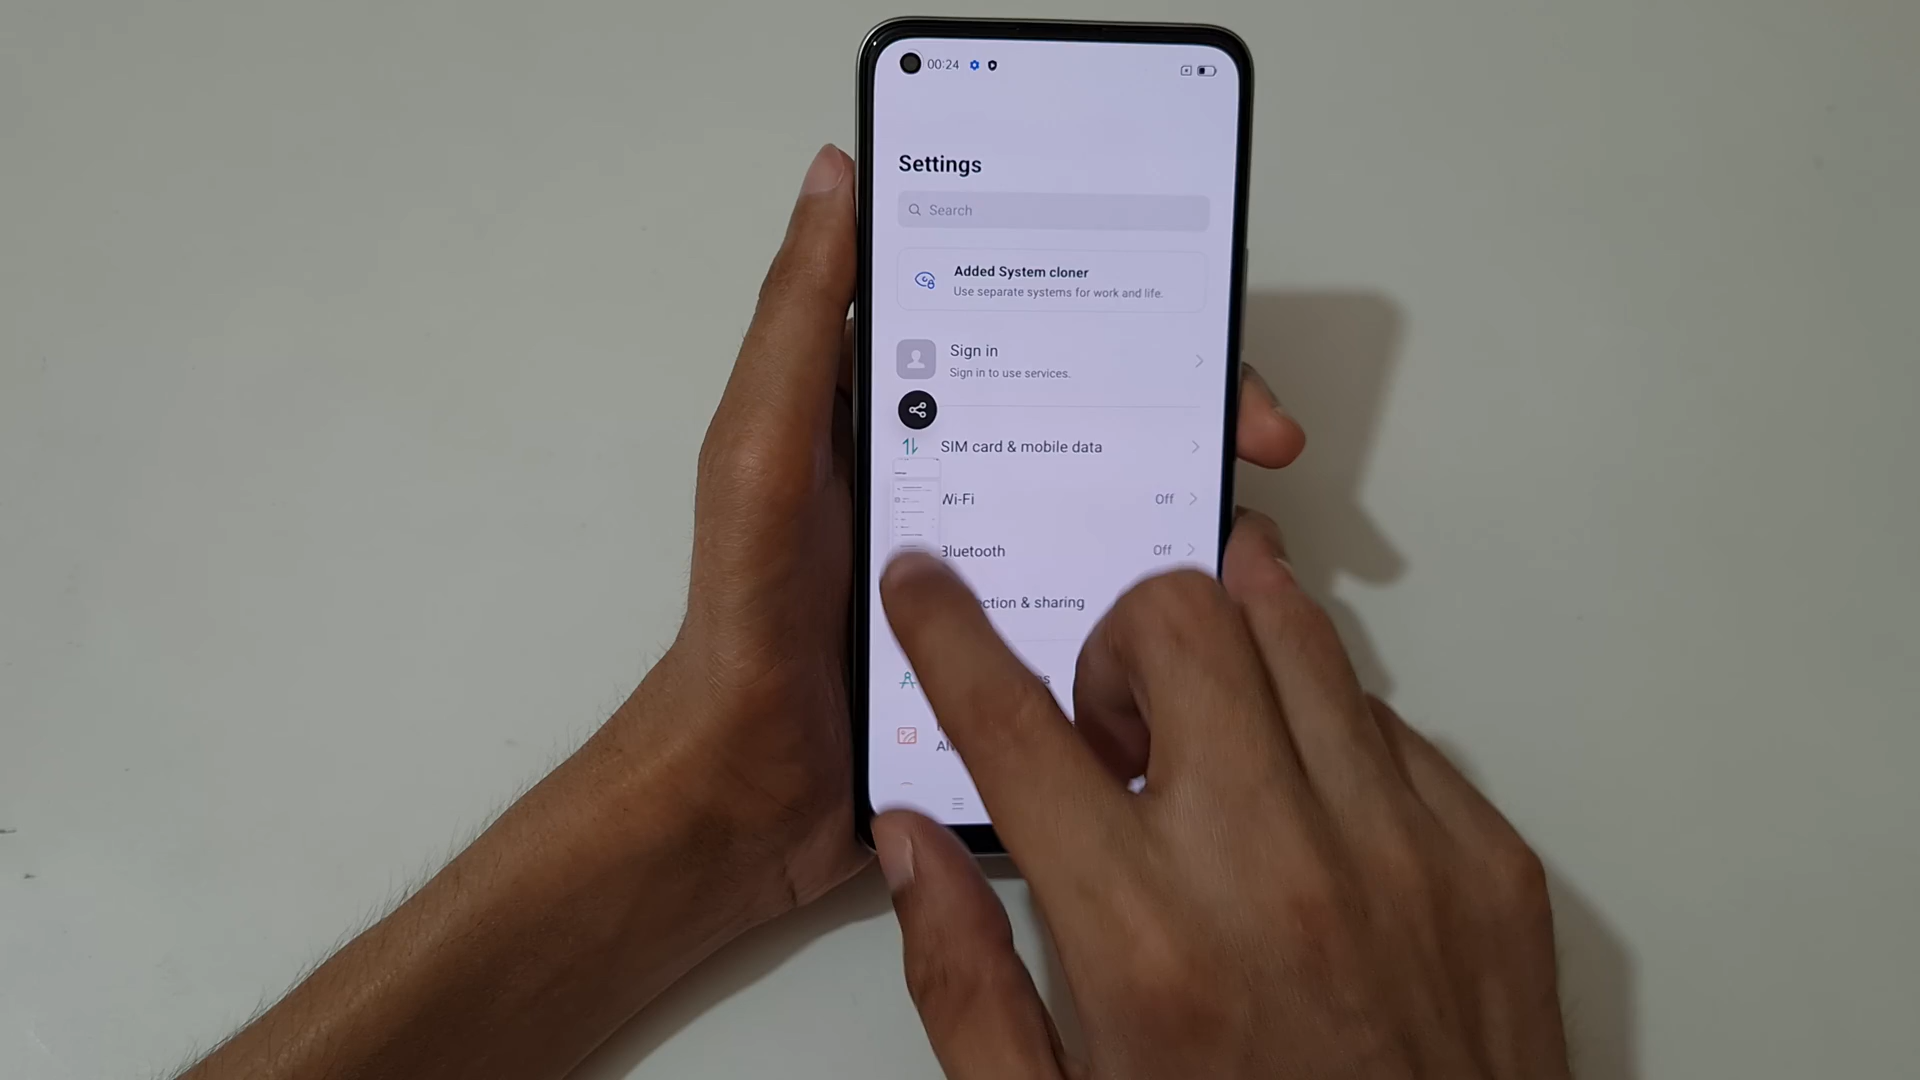 00:24
Settings
Search
Added System cloner
Use separate systems for work and life.
Sign in
Sign in to use services.
SIM card & mobile data
Wi-Fi Off
Bluetooth Off
& sharing